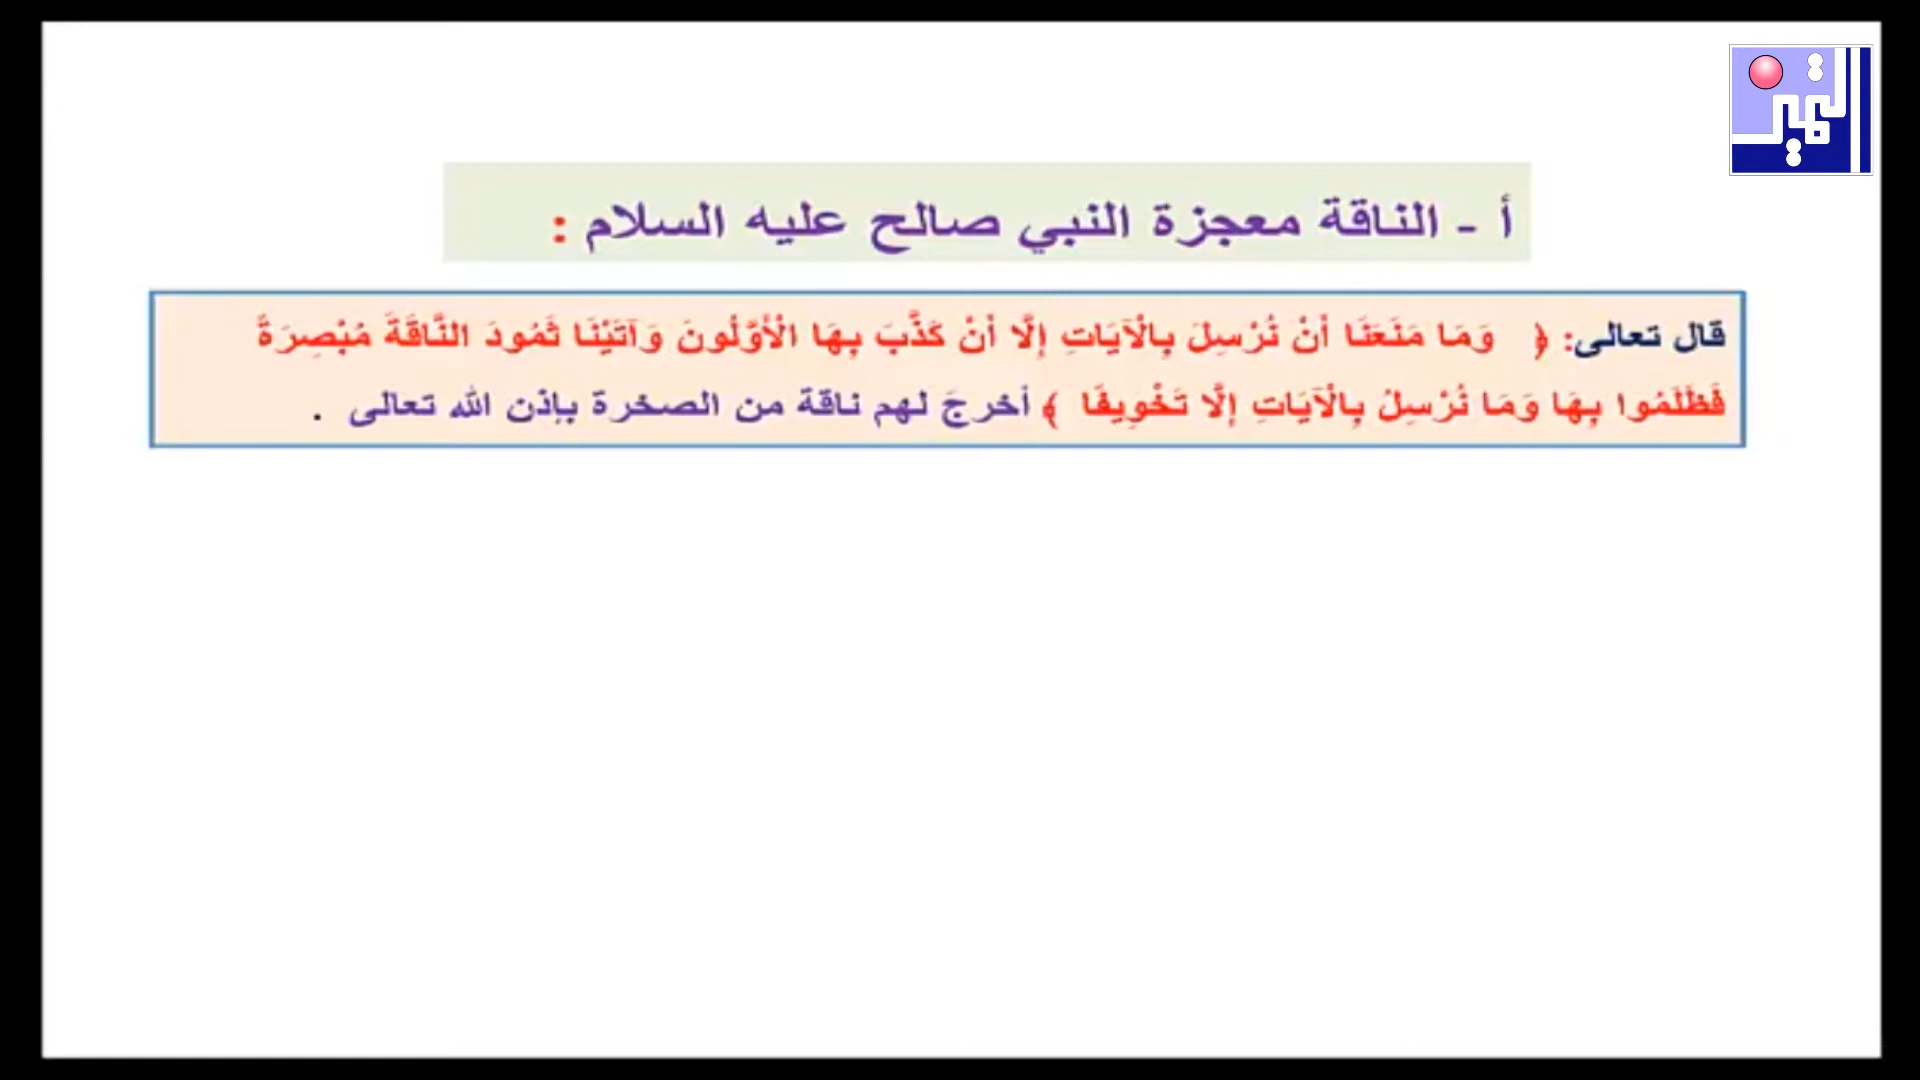 أ - الناقة معجزة النبي صالح عليه السلام :
قال تعالى: ﴿ وَمَا مَنَعَنَا أَنْ نُرْسِلَ بِالْآيَاتِ إِلَّا أَنْ كَذَّبَ بِهَا الْأَوَّلُونَ وَآتَيْنَا ثَمُودَ النَّاقَةَ مُبْصِرَةً
فَظَلَمُوا بِهَا وَمَا نُرْسِلُ بِالْآيَاتِ إِلَّا تَخْوِيفًا ﴾ أخرجَ لهم ناقة من الصخرة بإذن الله تعالى .